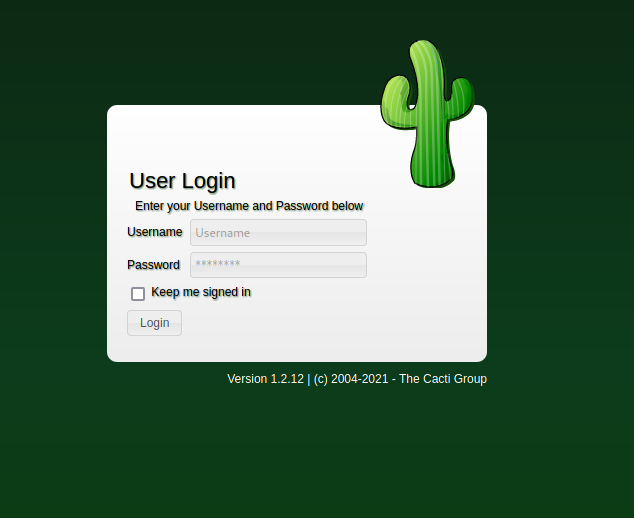 User Login
Enter your Username and Password below
Username Username
Password ********
Keep me signed in
Login
Version 1.2.12 | (c) 2004-2021 - The Cacti Group